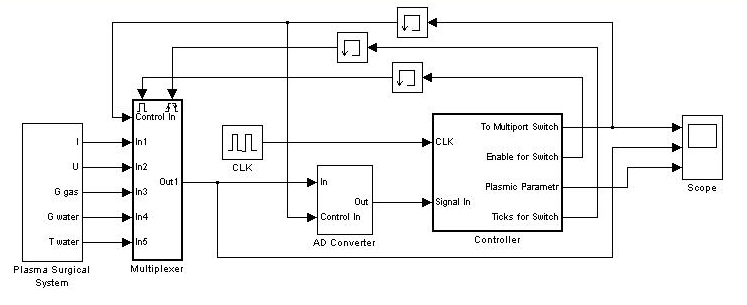 To Multiport Switch
Control In
I
In1
CLK
Enable for Switch
U
In2
CLK
In
Scope
G gas
In3
Out1
Plasmic Parametr
Out
Signal In
G water
In4
Control In
Ticks for Switch
T water
In5
AD Converter
Controller
Plasma Surgical
System
Multiplexer